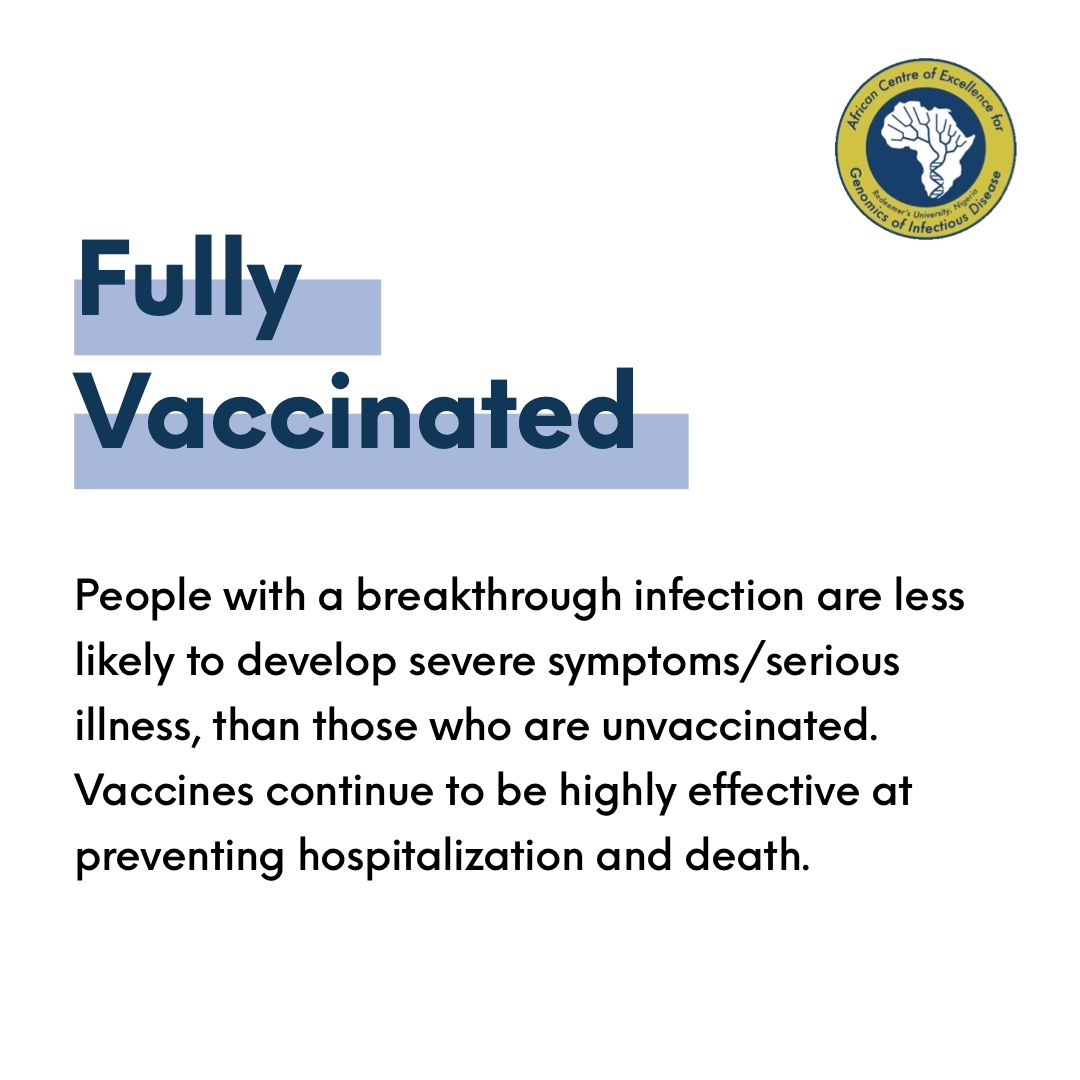 African Centre of Excellence for
Genomics of Infectious Disease
Redeemer's University, Nigeria
Fully
Vaccinated
People with a breakthrough infection are less
likely to develop severe symptoms/serious
illness, than those who are unvaccinated.
Vaccines continue to be highly effective at
preventing hospitalization and death.